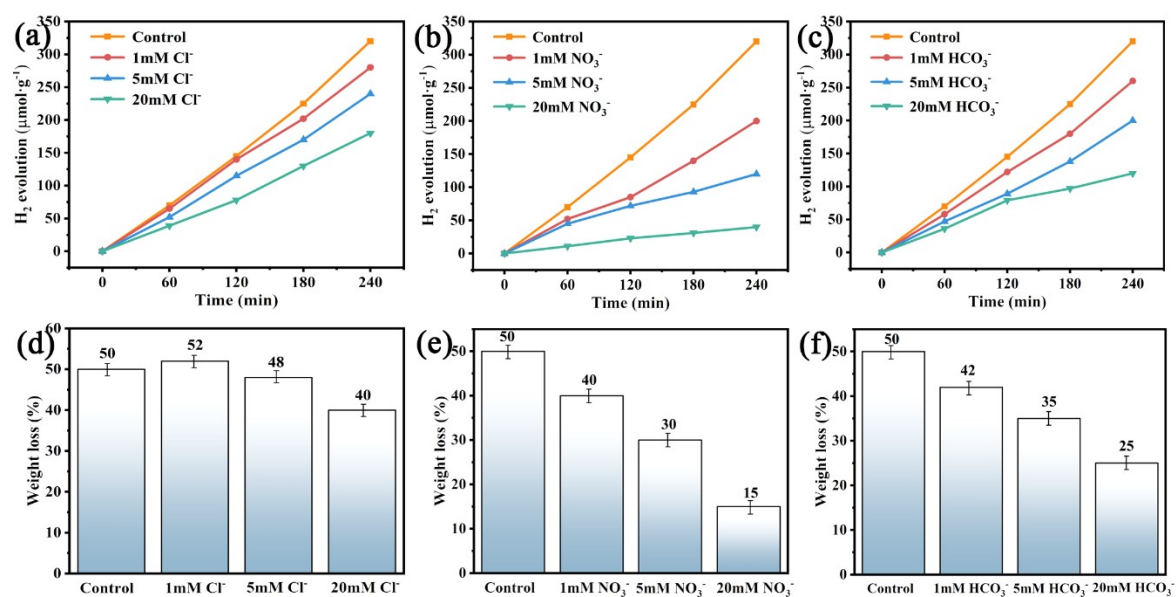 (a)
H₂ evolution (μmol·g⁻¹)
350
300
250
200
150
100
50
0
Control
1mM Cl⁻
5mM Cl⁻
20mM Cl⁻
0 60 120 180 240
Time (min)
(b)
H₂ evolution (μmol·g⁻¹)
350
300
250
200
150
100
50
0
Control
1mM NO₃⁻
5mM NO₃⁻
20mM NO₃⁻
0 60 120 180 240
Time (min)
(c)
H₂ evolution (μmol·g⁻¹)
350
300
250
200
150
100
50
0
Control
1mM HCO₃⁻
5mM HCO₃⁻
20mM HCO₃⁻
0 60 120 180 240
Time (min)
(d)
Weight loss (%)
60
50
40
30
20
10
0
50 52 48 40
Control 1mM Cl⁻ 5mM Cl⁻ 20mM Cl⁻
(e)
Weight loss (%)
50
40
30
20
10
0
50 40 30 15
Control 1mM NO₃⁻ 5mM NO₃⁻ 20mM NO₃⁻
(f)
Weight loss (%)
50
40
30
20
10
0
50 42 35 25
Control 1mM HCO₃⁻ 5mM HCO₃⁻ 20mM HCO₃⁻